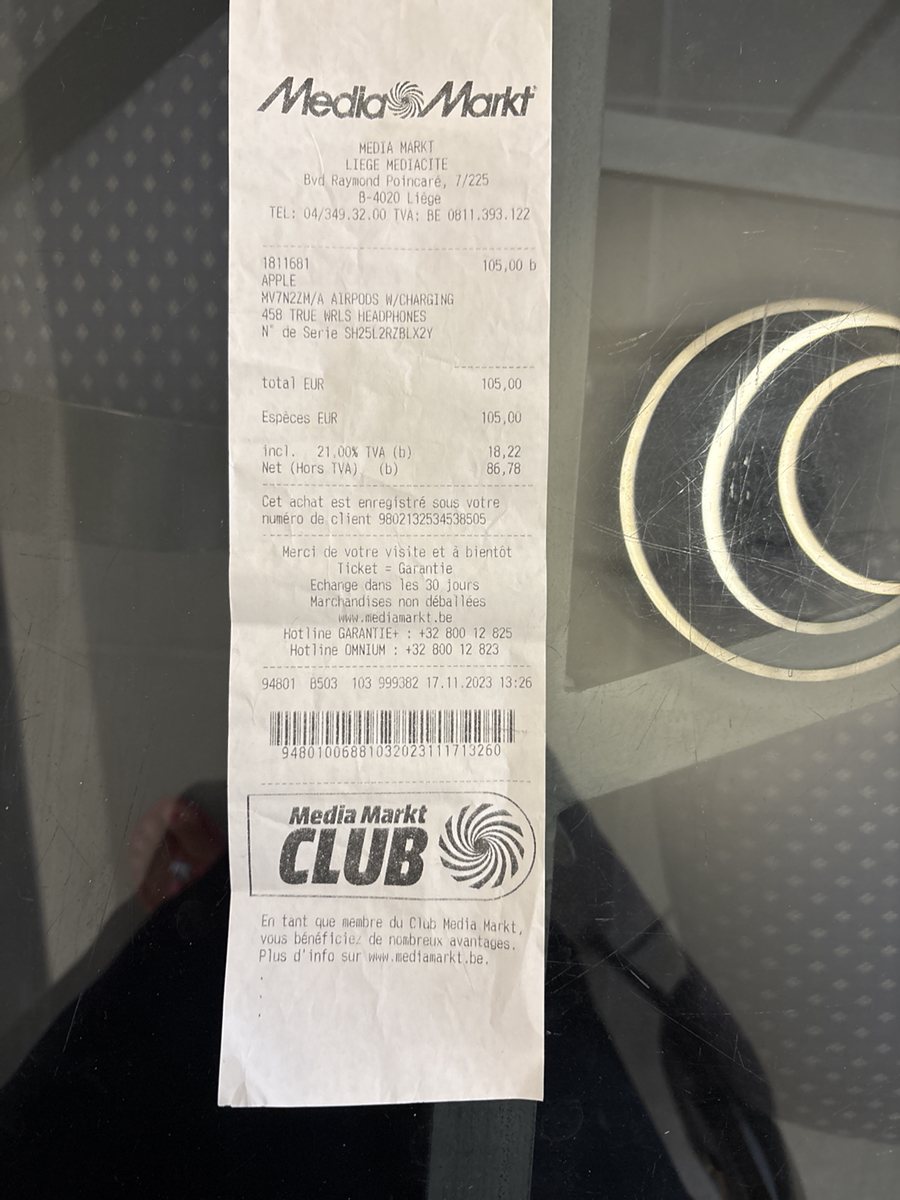 Media Markt
MEDIA MARKT
LIEGE MEDIACITE
Bvd Raymond Poincaré, 7/225
B-4020 Liège
TEL: 04/349.32.00 TVA: BE 0811.393.122
1811681 105,00 b
APPLE
MV7N2ZM/A AIRPODS W/CHARGING
458 TRUE WRLS HEADPHONES
N° de Serie SH25L2RZBLX2Y
total EUR 105,00
Espèces EUR 105,00
incl. 21,00% TVA (b) 18,22
Net (Hors TVA) (b) 86,78
Cet achat est enregistré sous votre
numéro de client 9802132534538505
Merci de votre visite et à bientôt
Ticket = Garantie
Echange dans les 30 jours
Marchandises non déballées
www.mediamarkt.be
Hotline GARANTIE+ : +32 800 12 825
Hotline OMNIUM : +32 800 12 823
94801 B503 103 999382 17.11.2023 13:26
94801006881032023111713260
Media Markt
CLUB
En tant que membre du Club Media Markt,
vous bénéficiez de nombreux avantages.
Plus d'info sur www.mediamarkt.be.